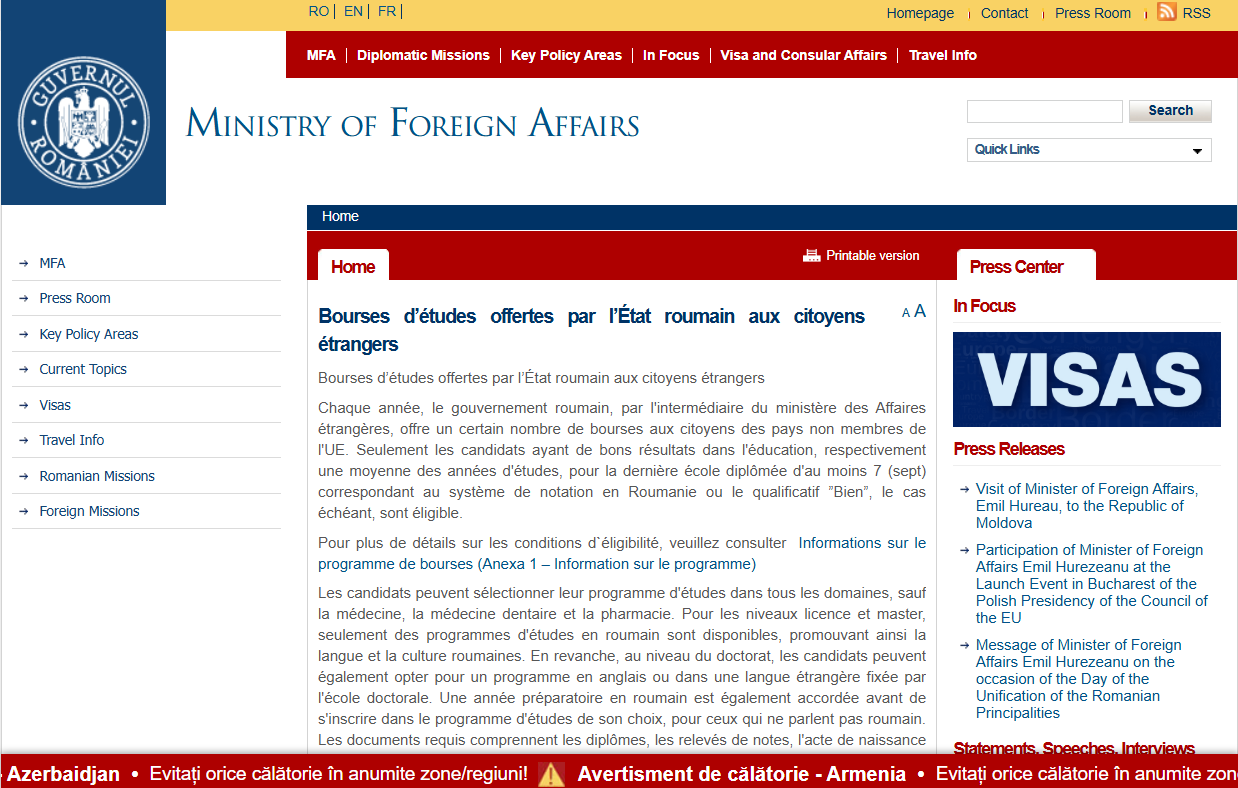 RO | EN | FR |
Homepage | Contact | Press Room | RSS
MFA | Diplomatic Missions | Key Policy Areas | In Focus | Visa and Consular Affairs | Travel Info
GUVERNUL ROMÂNIEI
MINISTRY OF FOREIGN AFFAIRS
Search
Quick Links
Home
MFA
Press Room
Key Policy Areas
Current Topics
Visas
Travel Info
Romanian Missions
Foreign Missions
Home
Printable version
Bourses d’études offertes par l’État roumain aux citoyens
étrangers
A A
Bourses d’études offertes par l’État roumain aux citoyens étrangers
Chaque année, le gouvernement roumain, par l'intermédiaire du ministère des Affaires
étrangères, offre un certain nombre de bourses aux citoyens des pays non membres de
l'UE. Seulement les candidats ayant de bons résultats dans l'éducation, respectivement
une moyenne des années d'études, pour la dernière école diplômée d'au moins 7 (sept)
correspondant au système de notation en Roumanie ou le qualificatif ”Bien”, le cas
échéant, sont éligible.
Pour plus de détails sur les conditions d`éligibilité, veuillez consulter Informations sur le
programme de bourses (Anexa 1 – Information sur le programme)
Les candidats peuvent sélectionner leur programme d'études dans tous les domaines, sauf
la médecine, la médecine dentaire et la pharmacie. Pour les niveaux licence et master,
seulement des programmes d'études en roumain sont disponibles, promouvant ainsi la
langue et la culture roumaines. En revanche, au niveau du doctorat, les candidats peuvent
également opter pour un programme en anglais ou dans une langue étrangère fixée par
l'école doctorale. Une année préparatoire en roumain est également accordée avant de
s'inscrire dans le programme d'études de son choix, pour ceux qui ne parlent pas roumain.
Les documents requis comprennent les diplômes, les relevés de notes, l'acte de naissance
Press Center
In Focus
VISAS
Press Releases
Visit of Minister of Foreign Affairs,
Emil Hureau, to the Republic of
Moldova
Participation of Minister of Foreign
Affairs Emil Hurezeanu at the
Launch Event in Bucharest of the
Polish Presidency of the Council of
the EU
Message of Minister of Foreign
Affairs Emil Hurezeanu on the
occasion of the Day of the
Unification of the Romanian
Principalities
Statements, Speeches, Interviews
- Azerbaidjan • Evitați orice călătorie în anumite zone/regiuni! Avertisment de călătorie - Armenia • Evitați orice călătorie în anumite zon